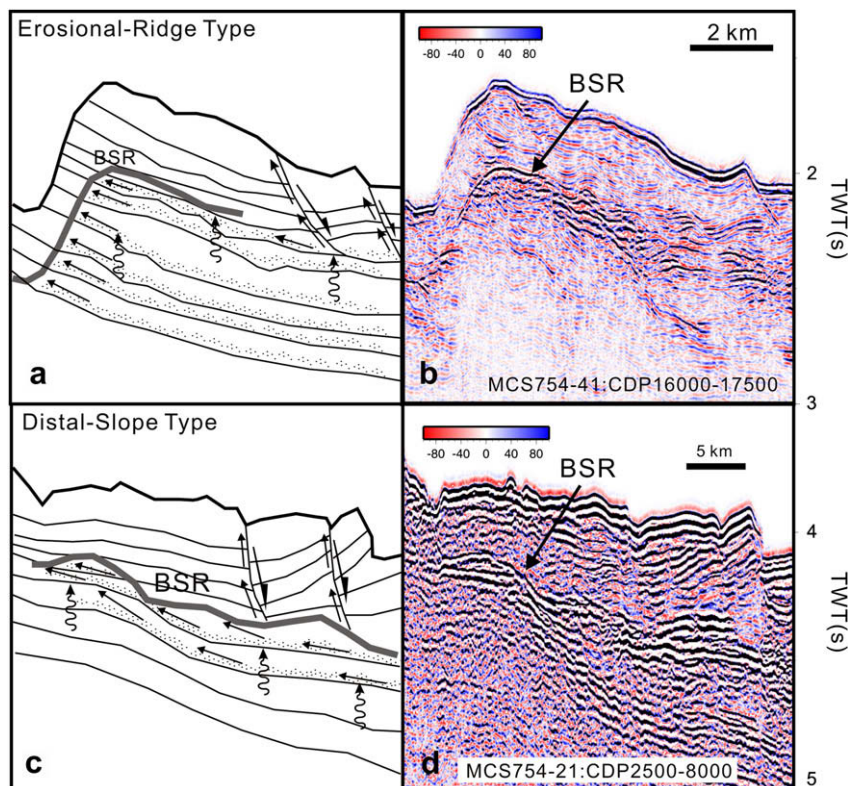 Erosional-Ridge Type
BSR
a
-80 -40 0 40 80
2 km
BSR
b
MCS754-41:CDP16000-17500
2
TWT(s)
3
Distal-Slope Type
BSR
c
-80 -40 0 40 80
5 km
BSR
d
MCS754-21:CDP2500-8000
4
TWT(s)
5